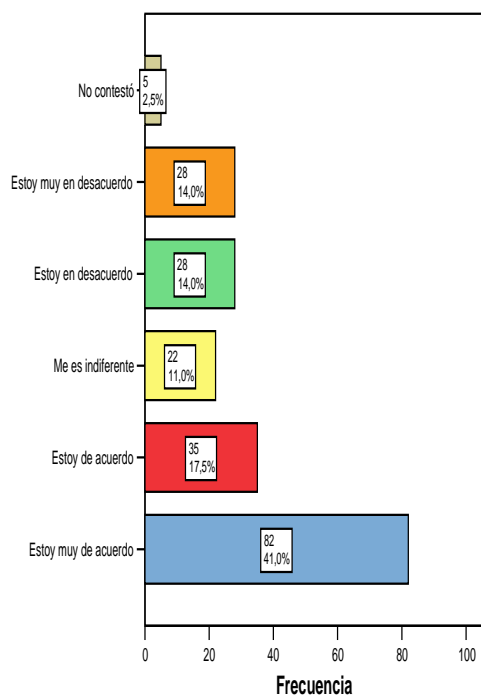 No contestó
5
2,5%
Estoy muy en desacuerdo
28
14,0%
Estoy en desacuerdo
28
14,0%
Me es indiferente
22
11,0%
Estoy de acuerdo
35
17,5%
Estoy muy de acuerdo
82
41,0%
0 20 40 60 80 100
Frecuencia